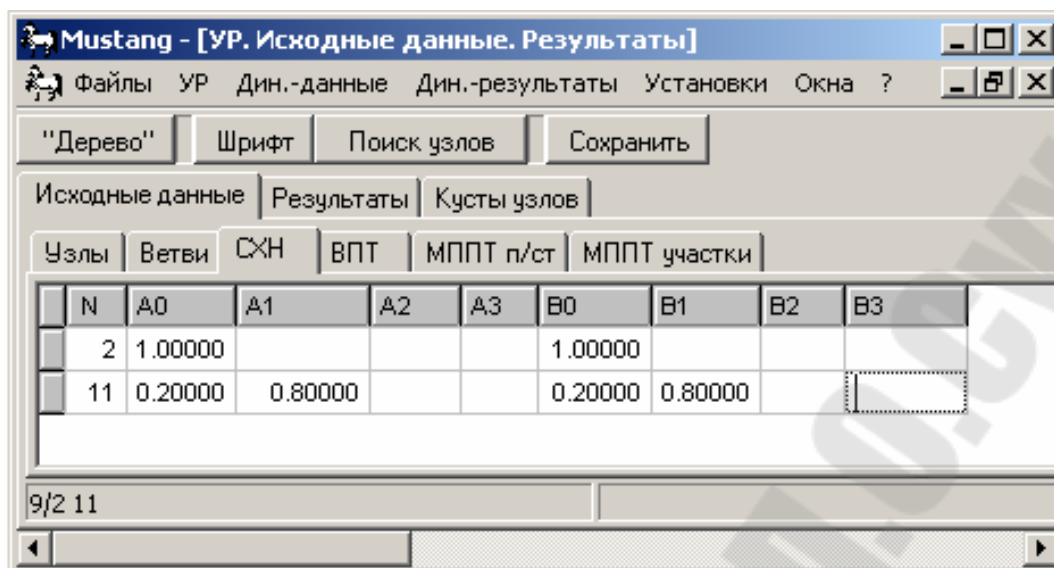 Mustang - [УР. Исходные данные. Результаты]
Файлы УР Дин.-данные Дин.-результаты Установки Окна ?
"Дерево" Шрифт Поиск узлов Сохранить
Исходные данные Результаты Кусты узлов
Узлы Ветви СХН ВПТ МППТ п/ст МППТ участки
N A0 A1 A2 A3 B0 B1 B2 B3
2 1.00000 1.00000
11 0.20000 0.80000 0.20000 0.80000
9/2 11